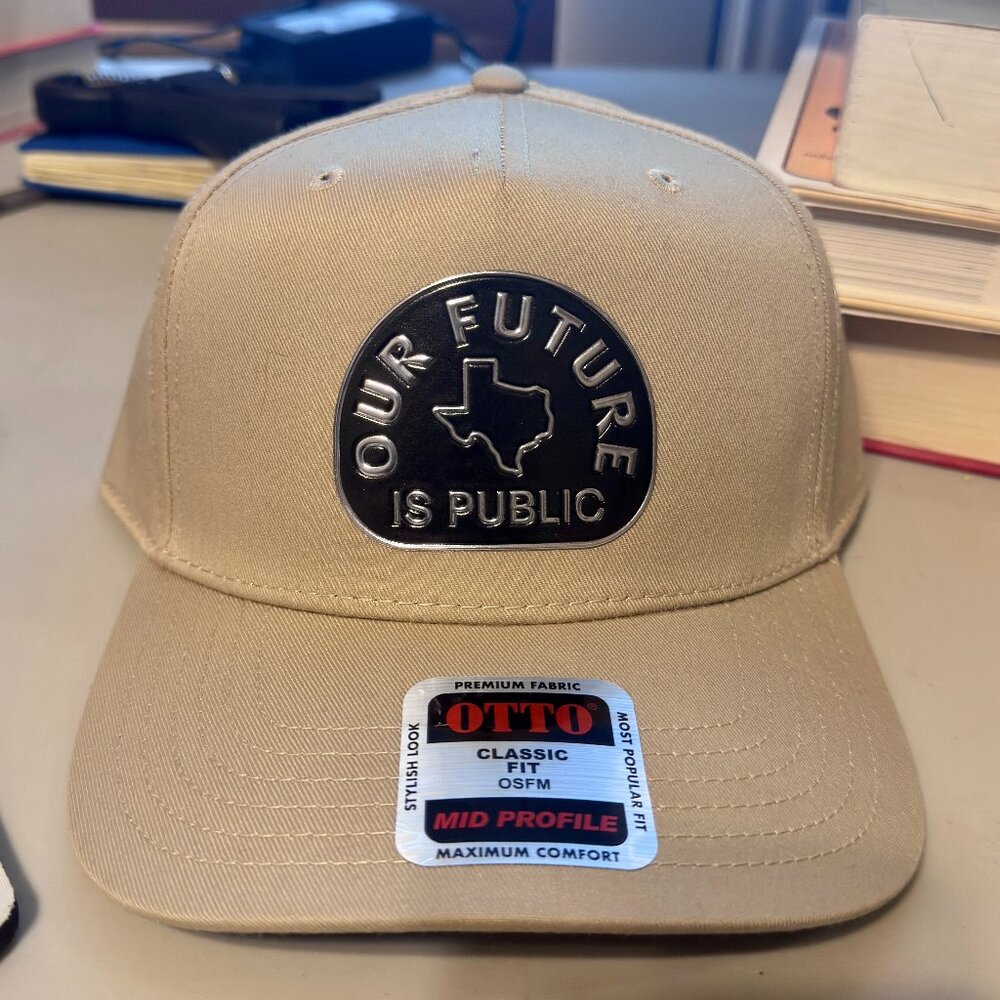 OUR FUTURE
IS PUBLIC
PREMIUM FABRIC
OTTO®
STYLISH LOOK
CLASSIC
FIT
OSFM
MOST POPULAR FIT
MID PROFILE
MAXIMUM COMFORT